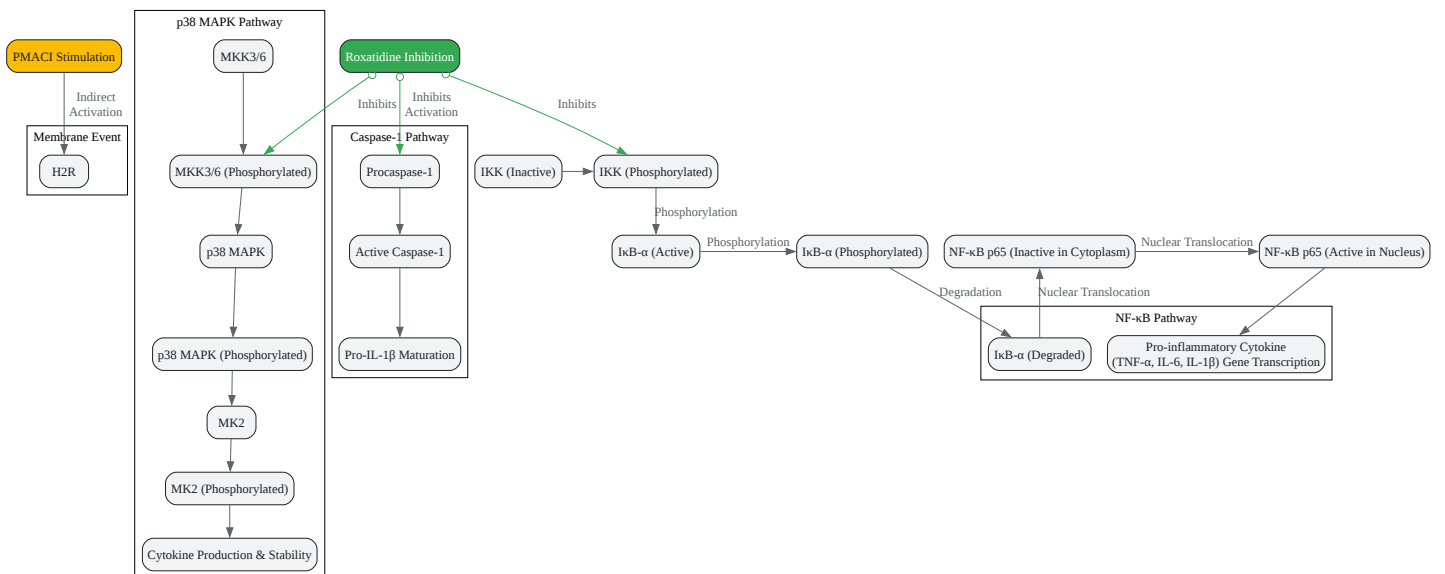 p38 MAPK Pathway
PMACI Stimulation
MKK3/6
Roxatidine Inhibition
Indirect
Activation
Inhibits
Inhibits
Activation
Inhibits
Membrane Event
Caspase-1 Pathway
H2R
MKK3/6 (Phosphorylated)
Procaspase-1
IKK (Inactive)
IKK (Phosphorylated)
Phosphorylation
p38 MAPK
Active Caspase-1
IκB-α (Active)
Phosphorylation
IκB-α (Phosphorylated)
NF-κB p65 (Inactive in Cytoplasm)
Nuclear Translocation
NF-κB p65 (Active in Nucleus)
Degradation
Nuclear Translocation
NF-κB Pathway
p38 MAPK (Phosphorylated)
Pro-IL-1β Maturation
IκB-α (Degraded)
Pro-inflammatory Cytokine
(TNF-α, IL-6, IL-1β) Gene Transcription
MK2
MK2 (Phosphorylated)
Cytokine Production & Stability